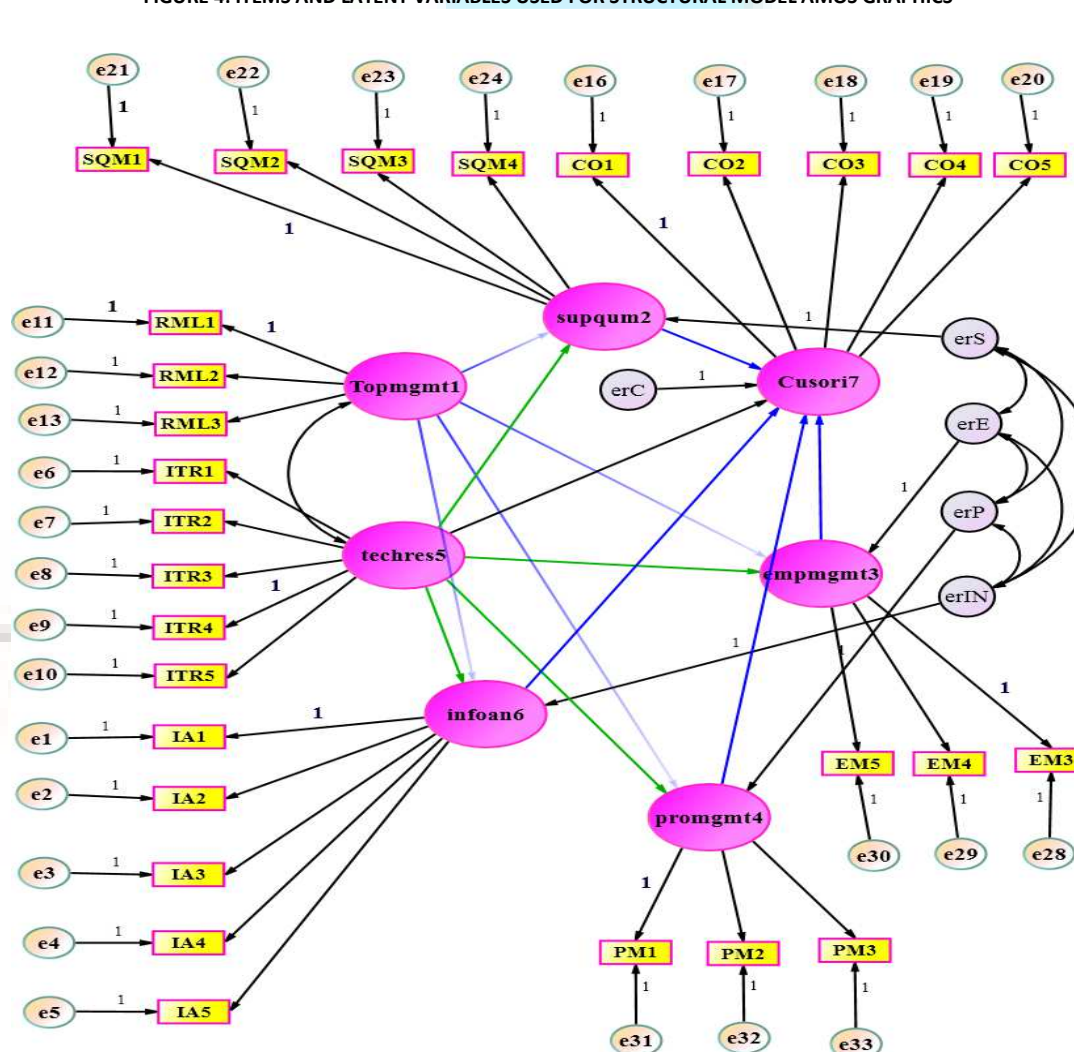 FIGURE 4: ITEMS AND LATENT VARIABLES USED FOR STRUCTURAL MODEL AMOS GRAPHICS
e21 e22 e23 e24 e16 e17 e18 e19 e20
1 1 1 1 1 1 1 1 1
SQM1 SQM2 SQM3 SQM4 CO1 CO2 CO3 CO4 CO5
1 1
e11 1 RML1 1 supqum2 1 erS
e12 1 RML2 Topmgmt1 erC 1 Cusori7
e13 1 RML3 erE
e6 1 ITR1
e7 1 ITR2 1 erP
e8 1 ITR3 techres5 empmgmt3
e9 1 ITR4 1 erIN
e10 1 ITR5 1 1
e1 1 IA1 1 infoan6 1
e2 1 IA2 EM5 EM4 EM3
1 1 1
e3 1 IA3 promgmt4 e30 e29 e28
1
e4 1 IA4 PM1 PM2 PM3
1 1 1
e5 1 IA5
e31 e32 e33